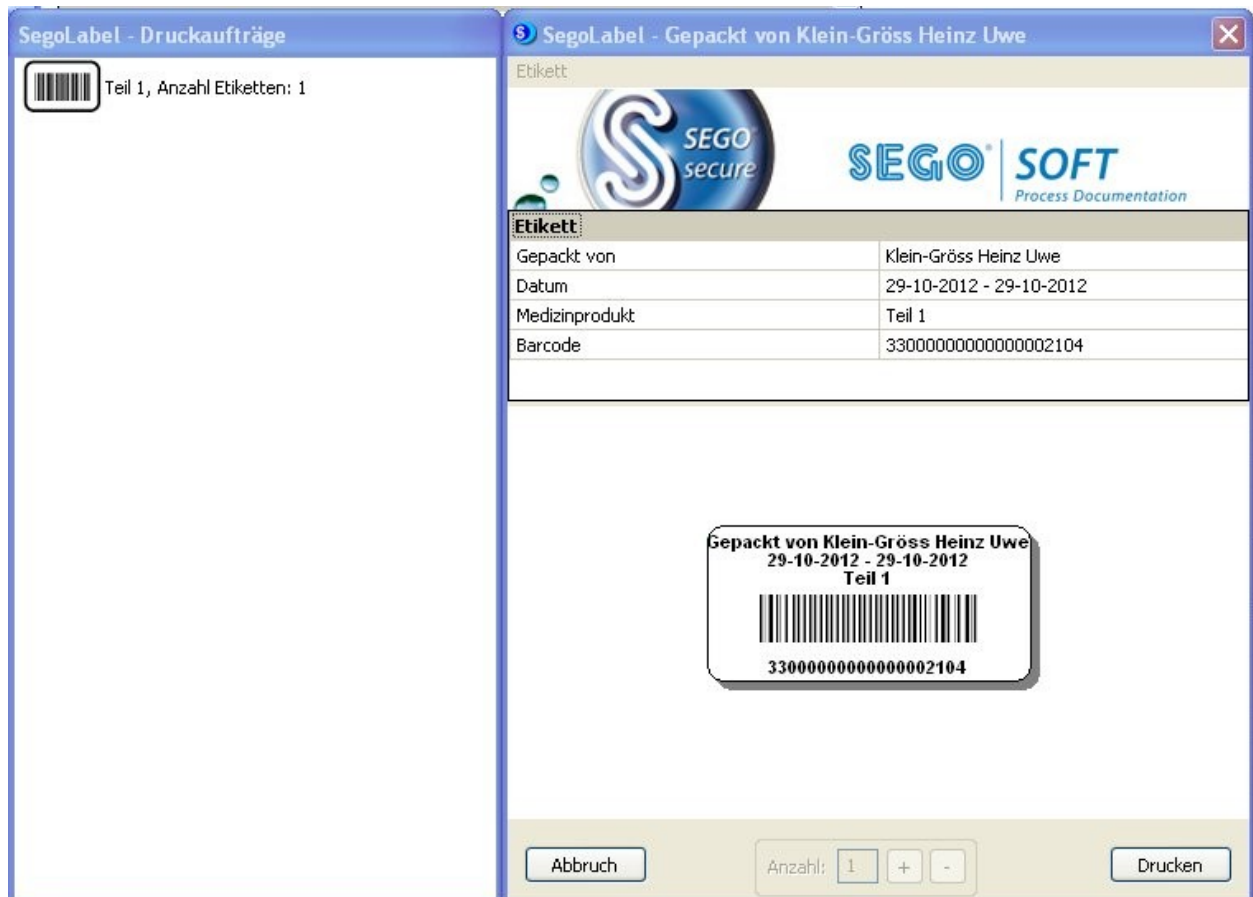 SegoLabel - Druckaufträge
Teil 1, Anzahl Etiketten: 1
SegoLabel - Gepackt von Klein-Gröss Heinz Uwe
Etikett
SEGO
secure
SEGO SOFT
Process Documentation
Etikett
Gepackt von Klein-Gröss Heinz Uwe
Datum 29-10-2012 - 29-10-2012
Medizinprodukt Teil 1
Barcode 33000000000000002104
Gepackt von Klein-Gröss Heinz Uwe
29-10-2012 - 29-10-2012
Teil 1
33000000000000002104
Abbruch Anzahl: 1 + - Drucken